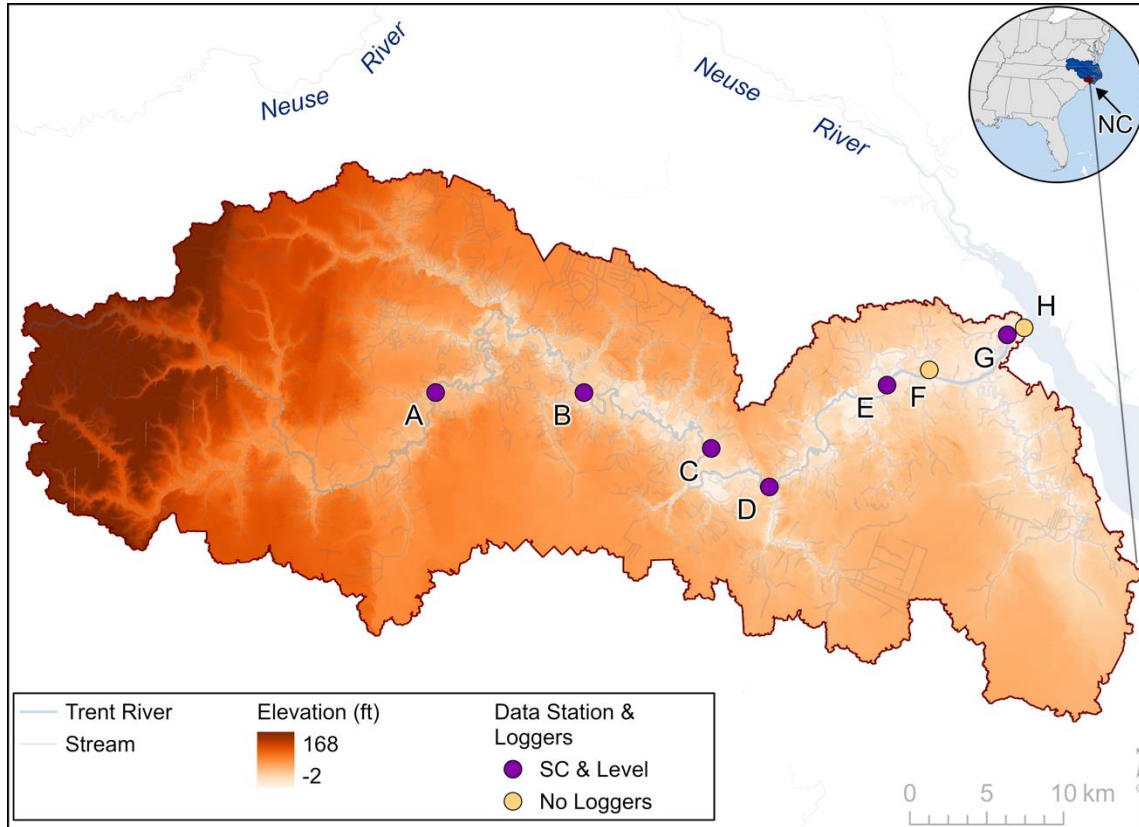 Neuse
River
Neuse
River
NC
A
B
C
D
E
F
G
H
Trent River
Stream
Elevation (ft)
168
-2
Data Station &
Loggers
SC & Level
No Loggers
0 5 10 km